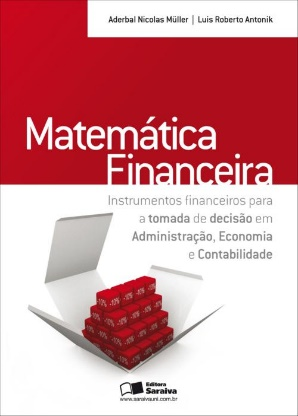 Aderbal Nicolas Müller | Luis Roberto Antonik
Matemática
Financeira
Instrumentos financeiros para
a tomada de decisão em
Administração, Economia
e Contabilidade
Editora
Saraiva
www.saraivauni.com.br